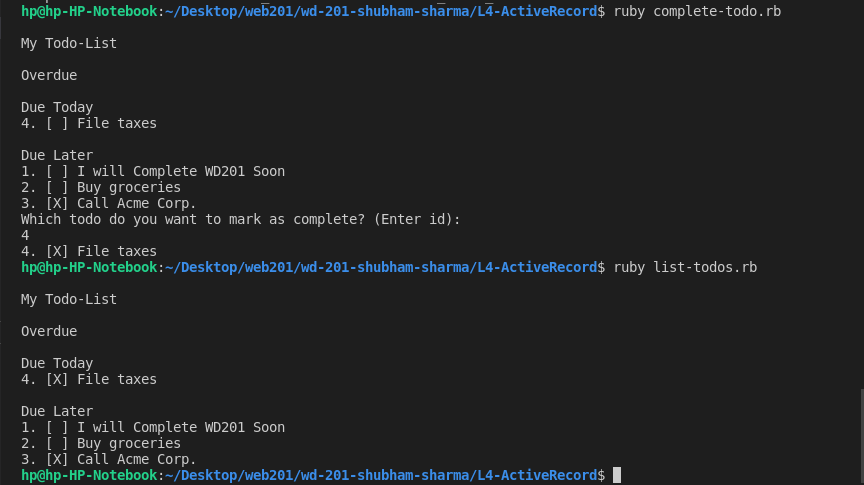 hp@hp-HP-Notebook:~/Desktop/web201/wd-201-shubham-sharma/L4-ActiveRecord$ ruby complete-todo.rb
My Todo-List
Overdue
Due Today
4. [ ] File taxes
Due Later
1. [ ] I will Complete WD201 Soon
2. [ ] Buy groceries
3. [X] Call Acme Corp.
Which todo do you want to mark as complete? (Enter id):
4
4. [X] File taxes
hp@hp-HP-Notebook:~/Desktop/web201/wd-201-shubham-sharma/L4-ActiveRecord$ ruby list-todos.rb
My Todo-List
Overdue
Due Today
4. [X] File taxes
Due Later
1. [ ] I will Complete WD201 Soon
2. [ ] Buy groceries
3. [X] Call Acme Corp.
hp@hp-HP-Notebook:~/Desktop/web201/wd-201-shubham-sharma/L4-ActiveRecord$